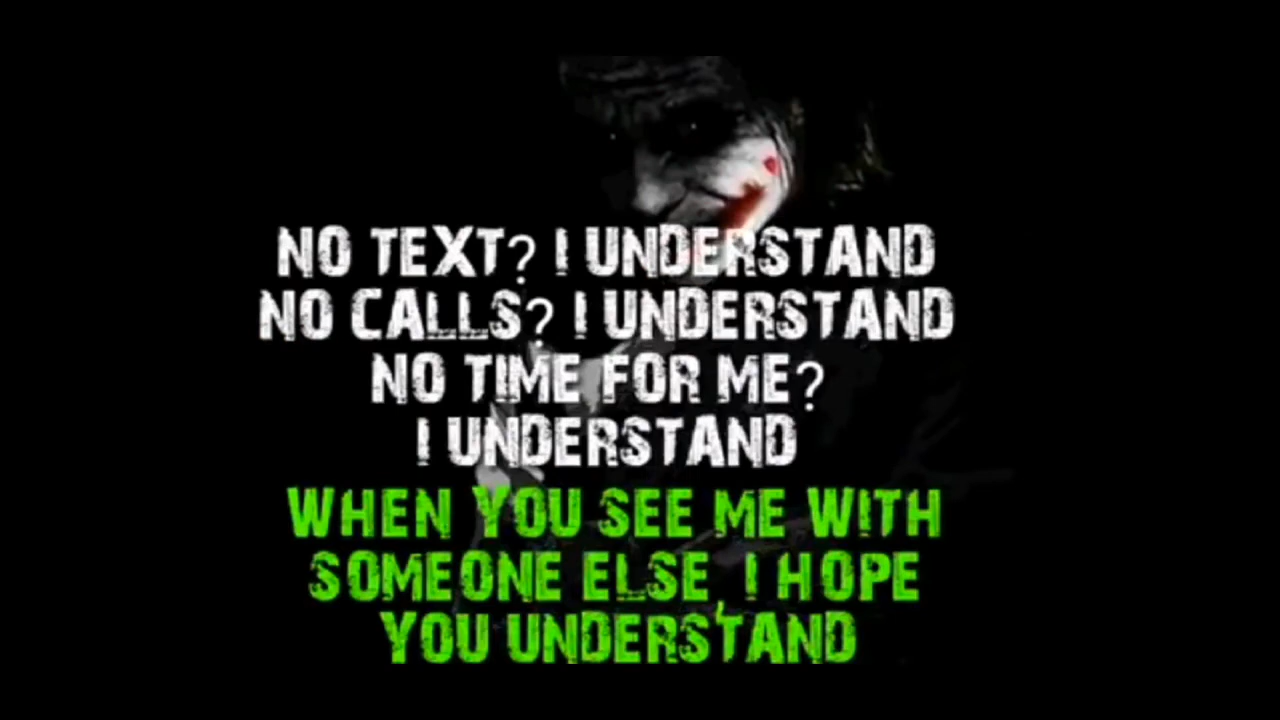 NO TEXT? I UNDERSTAND
NO CALLS? I UNDERSTAND
NO TIME FOR ME?
I UNDERSTAND
WHEN YOU SEE ME WITH
SOMEONE ELSE, I HOPE
YOU UNDERSTAND